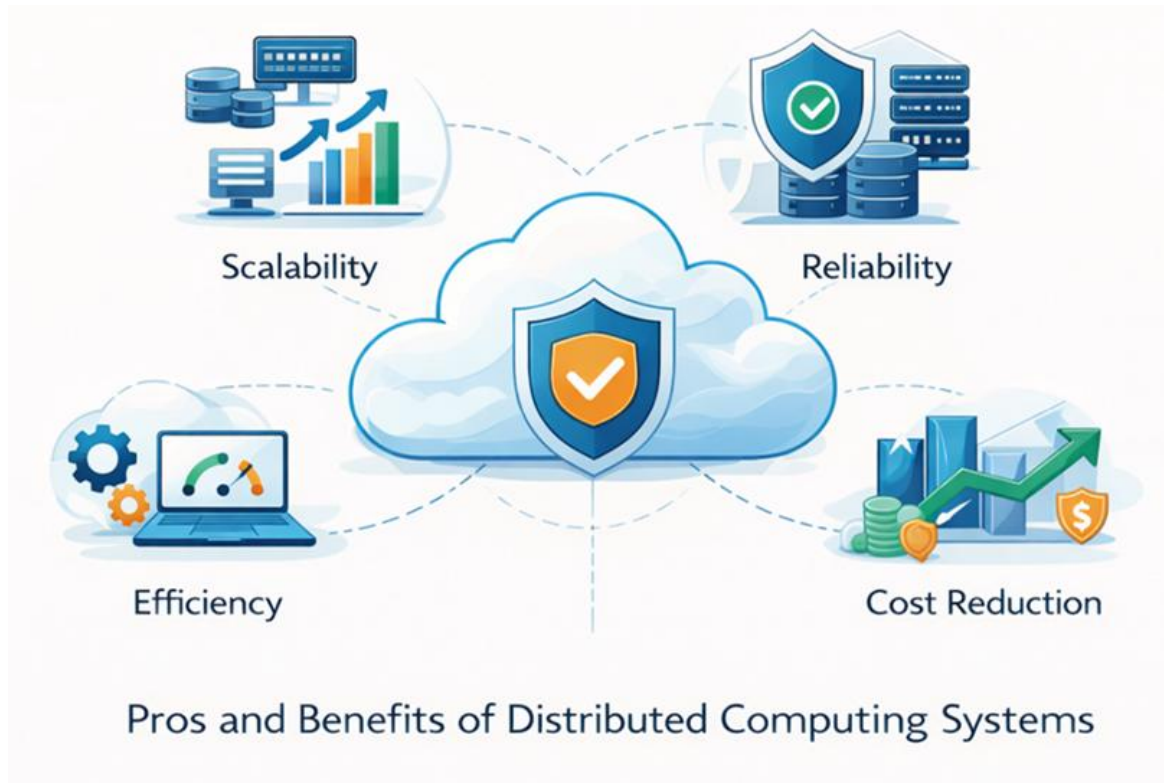 Scalability
Reliability
Efficiency
Cost Reduction
$
Pros and Benefits of Distributed Computing Systems